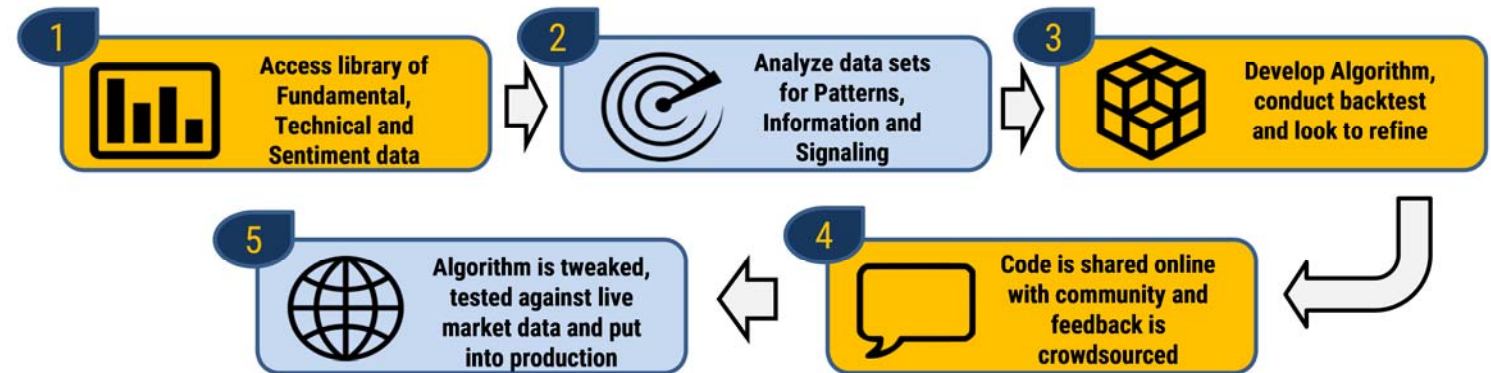 1
Access library of
Fundamental,
Technical and
Sentiment data
2
Analyze data sets
for Patterns,
Information and
Signaling
3
Develop Algorithm,
conduct backtest
and look to refine
4
Code is shared online
with community and
feedback is
crowdsourced
5
Algorithm is tweaked,
tested against live
market data and put
into production